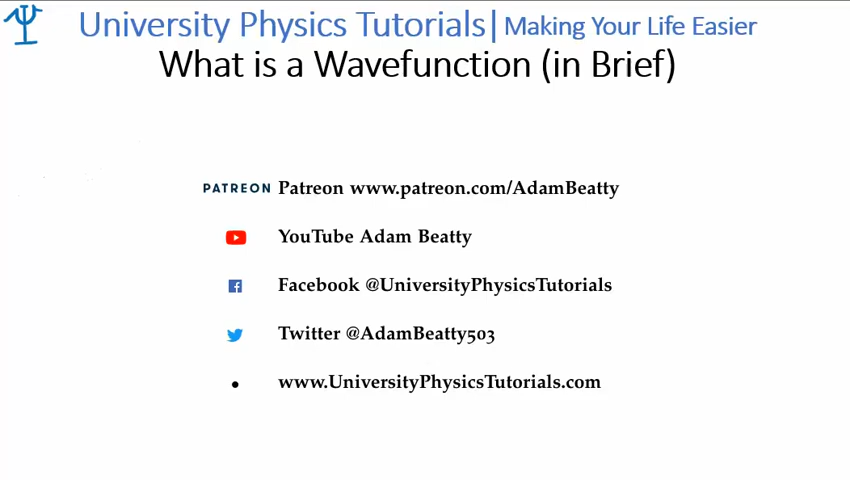 University Physics Tutorials| Making Your Life Easier
What is a Wavefunction (in Brief)
PATREON Patreon www.patreon.com/AdamBeatty
YouTube Adam Beatty
Facebook @UniversityPhysicsTutorials
Twitter @AdamBeatty503
• www.UniversityPhysicsTutorials.com